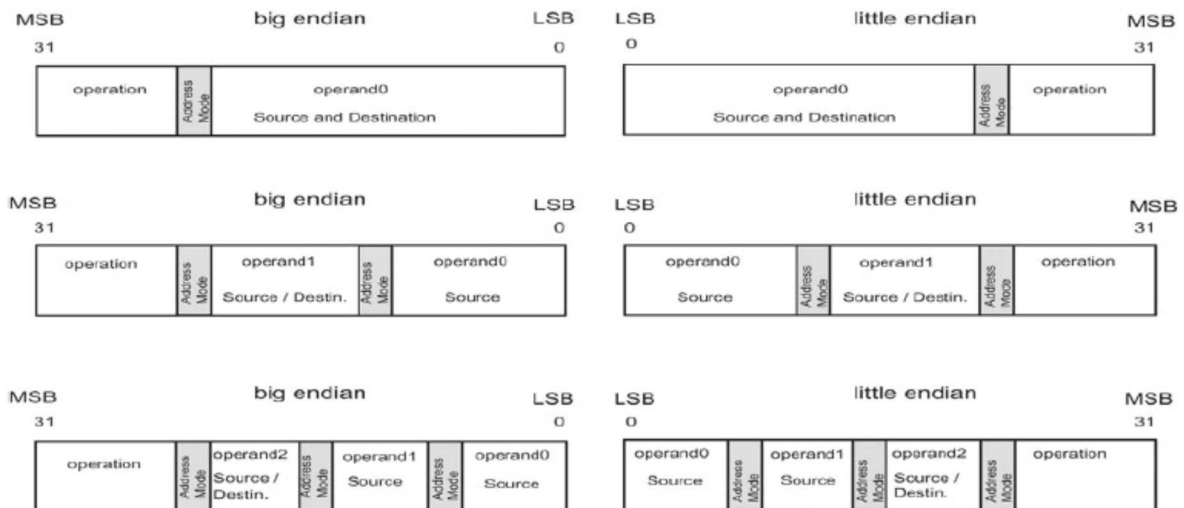 MSB big endian LSB
31 0
operation Address Mode operand0
Source and Destination
LSB little endian MSB
0 31
operand0 Address Mode operation
Source and Destination
MSB big endian LSB
31 0
operation Address Mode operand1 Address Mode operand0
Source / Destin. Source
LSB little endian MSB
0 31
operand0 Address Mode operand1 Address Mode operation
Source Source / Destin.
MSB big endian LSB
31 0
operation Address Mode operand2 Address Mode operand1 Address Mode operand0
Source / Source Source
Destin.
LSB little endian MSB
0 31
operand0 Address Mode operand1 Address Mode operand2 Address Mode operation
Source Source Source /
Destin.